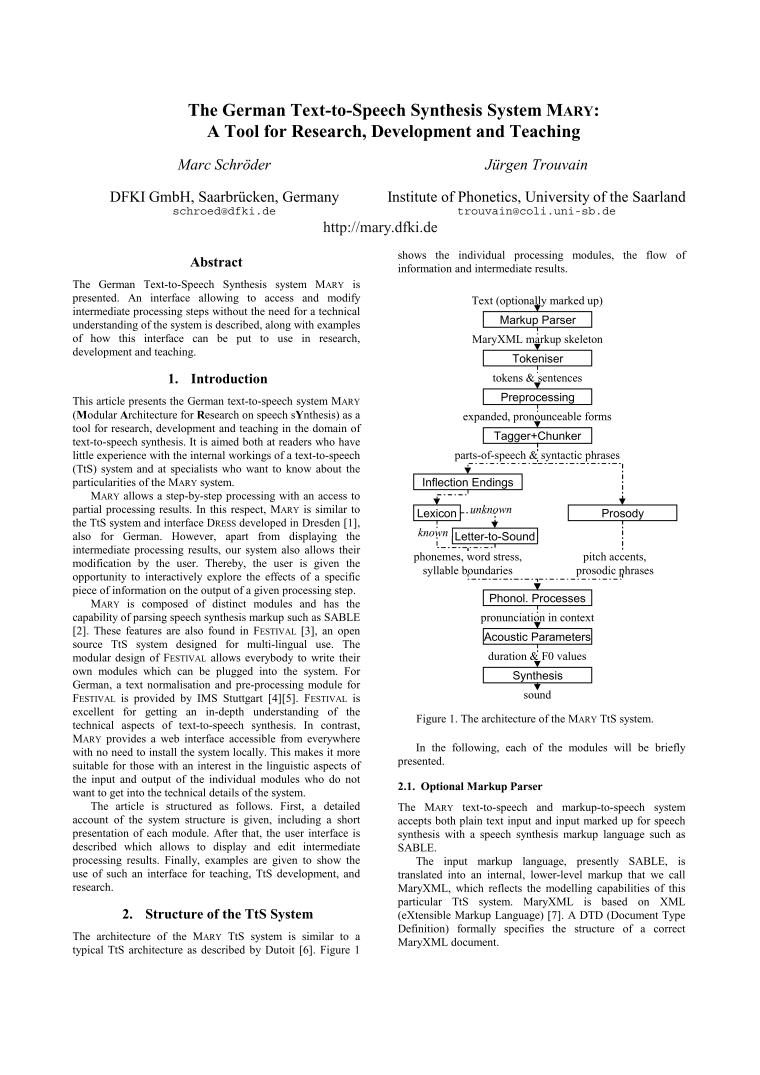 The German Text-to-Speech Synthesis System MARY:
A Tool for Research, Development and Teaching
Marc Schröder
Jürgen Trouvain
DFKI GmbH, Saarbrücken, Germany
Institute of Phonetics, University of the Saarland
schroed@dfki.de
trouvain@coli.uni-sb.de
http://mary.dfki.de
Abstract
The German Text-to-Speech Synthesis system MARY is
presented. An interface allowing to access and modify
intermediate processing steps without the need for a technical
understanding of the system is described, along with examples
of how this interface can be put to use in research,
development and teaching.
1. Introduction
This article presents the German text-to-speech system MARY
(Modular Architecture for Research on speech sYnthesis) as a
tool for research, development and teaching in the domain of
text-to-speech synthesis. It is aimed both at readers who have
little experience with the internal workings of a text-to-speech
(TtS) system and at specialists who want to know about the
particularities of the MARY system.
MARY allows a step-by-step processing with an access to
partial processing results. In this respect, MARY is similar to
the TtS system and interface DRESS developed in Dresden [1],
also for German. However, apart from displaying the
intermediate processing results, our system also allows their
modification by the user. Thereby, the user is given the
opportunity to interactively explore the effects of a specific
piece of information on the output of a given processing step.
MARY is composed of distinct modules and has the
capability of parsing speech synthesis markup such as SABLE
[2]. These features are also found in FESTIVAL [3], an open
source TtS system designed for multi-lingual use. The
modular design of FESTIVAL allows everybody to write their
own modules which can be plugged into the system. For
German, a text normalisation and pre-processing module for
FESTIVAL is provided by IMS Stuttgart [4][5]. FESTIVAL is
excellent for getting an in-depth understanding of the
technical aspects of text-to-speech synthesis. In contrast,
MARY provides a web interface accessible from everywhere
with no need to install the system locally. This makes it more
suitable for those with an interest in the linguistic aspects of
the input and output of the individual modules who do not
want to get into the technical details of the system.
The article is structured as follows. First, a detailed
account of the system structure is given, including a short
presentation of each module. After that, the user interface is
described which allows to display and edit intermediate
processing results. Finally, examples are given to show the
use of such an interface for teaching, TtS development, and
research.
2. Structure of the TtS System
The architecture of the MARY TtS system is similar to a
typical TtS architecture as described by Dutoit [6]. Figure 1
shows the individual processing modules, the flow of
information and intermediate results.
Text (optionally marked up)
Markup Parser
MaryXML markup skeleton
Tokeniser
tokens & sentences
Preprocessing
expanded, pronounceable forms
Tagger+Chunker
parts-of-speech & syntactic phrases
Inflection Endings
Lexicon
unknown
Prosody
known
Letter-to-Sound
phonemes, word stress,
syllable boundaries
pitch accents,
prosodic phrases
Phonol. Processes
pronunciation in context
Acoustic Parameters
duration & F0 values
Synthesis
sound
Figure 1. The architecture of the MARY TtS system.
In the following, each of the modules will be briefly
presented.
2.1. Optional Markup Parser
The MARY text-to-speech and markup-to-speech system
accepts both plain text input and input marked up for speech
synthesis with a speech synthesis markup language such as
SABLE.
The input markup language, presently SABLE, is
translated into an internal, lower-level markup that we call
MaryXML, which reflects the modelling capabilities of this
particular TtS system. MaryXML is based on XML
(eXtensible Markup Language) [7]. A DTD (Document Type
Definition) formally specifies the structure of a correct
MaryXML document.